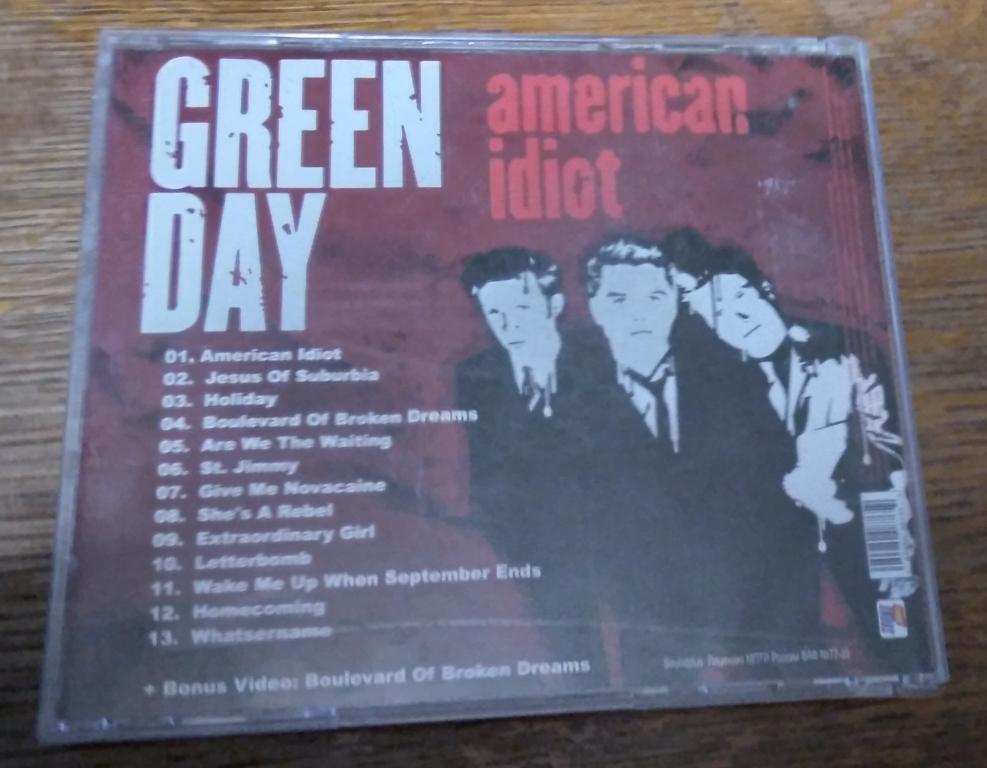 GREEN
DAY
american
idiot
01. American Idiot
02. Jesus Of Suburbia
03. Holiday
04. Boulevard Of Broken Dreams
05. Are We The Waiting
06. St. Jimmy
07. Give Me Novacaine
08. She's A Rebel
09. Extraordinary Girl
10. Letterbomb
11. Wake Me Up When September Ends
12. Homecoming
13. Whatsername
+ Bonus Video: Boulevard Of Broken Dreams